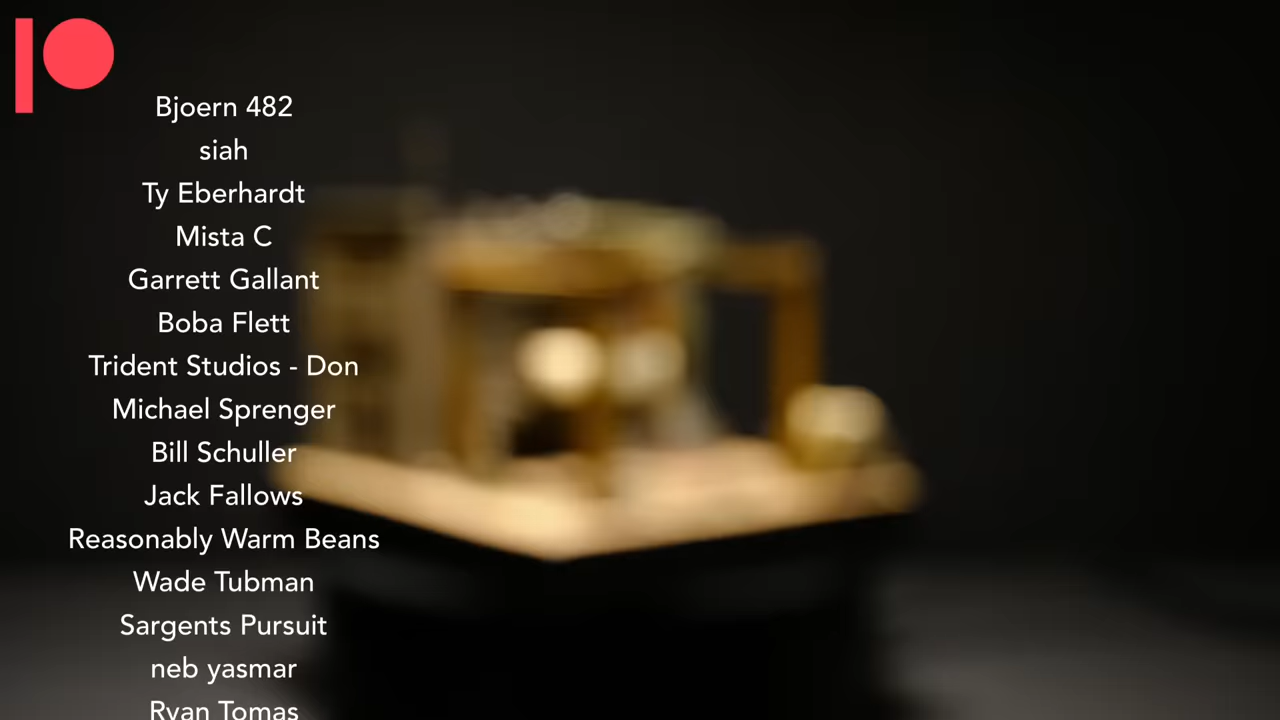 Bjoern 482
siah
Ty Eberhardt
Mista C
Garrett Gallant
Boba Flett
Trident Studios - Don
Michael Sprenger
Bill Schuller
Jack Fallows
Reasonably Warm Beans
Wade Tubman
Sargents Pursuit
neb yasmar
Ryan Tomas